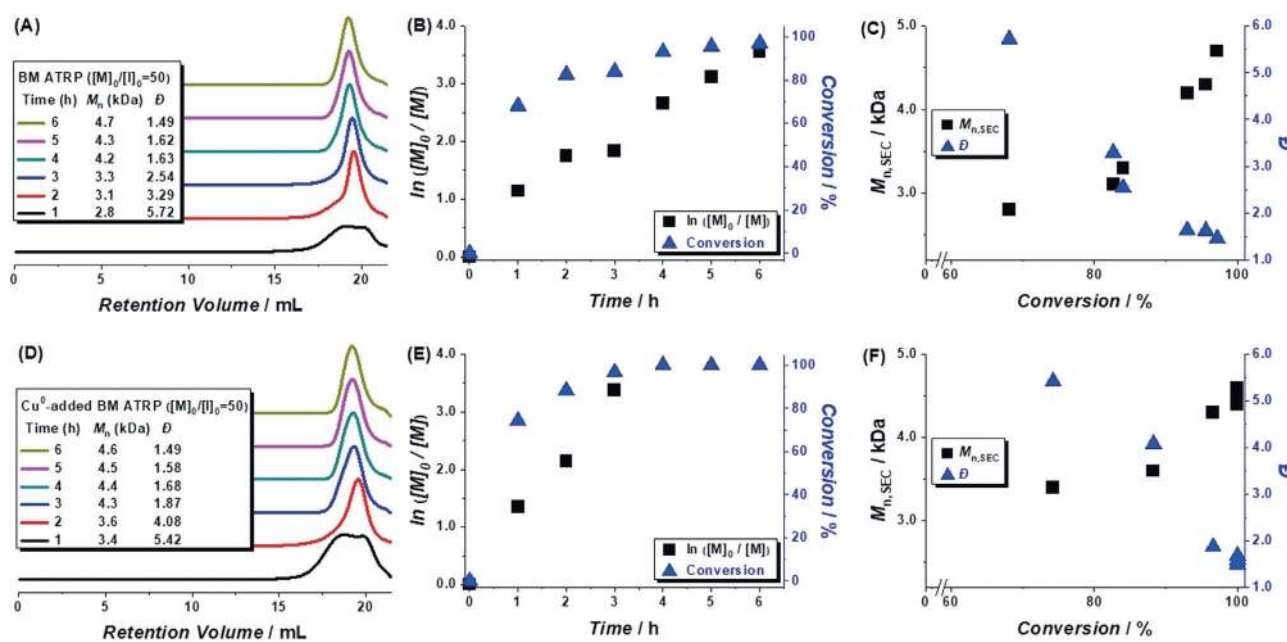 (A)
BM ATRP ([M]₀/[I]₀=50)
Time (h) Mₙ (kDa) Đ
6 4.7 1.49
5 4.3 1.62
4 4.2 1.63
3 3.3 2.54
2 3.1 3.29
1 2.8 5.72
0 5 10 15 20
Retention Volume / mL
(B)
ln ([M]₀ / [M])
4.0
3.0
2.0
1.0
0.0
ln ([M]₀ / [M])
Conversion
100
80
60
40
20
0
Conversion / %
0 1 2 3 4 5 6
Time / h
(C)
Mₙ,SEC / kDa
5.0
4.0
3.0
Mₙ,SEC
Đ
6.0
5.0
4.0
3.0
2.0
1.0
Đ
0 60 80 100
Conversion / %
(D)
Cu⁰-added BM ATRP ([M]₀/[I]₀=50)
Time (h) Mₙ (kDa) Đ
6 4.6 1.49
5 4.5 1.58
4 4.4 1.68
3 4.3 1.87
2 3.6 4.08
1 3.4 5.42
0 5 10 15 20
Retention Volume / mL
(E)
ln ([M]₀ / [M])
4.0
3.0
2.0
1.0
0.0
ln ([M]₀ / [M])
Conversion
100
80
60
40
20
0
Conversion / %
0 1 2 3 4 5 6
Time / h
(F)
Mₙ,SEC / kDa
5.0
4.0
3.0
Mₙ,SEC
Đ
6.0
5.0
4.0
3.0
2.0
1.0
Đ
0 60 80 100
Conversion / %